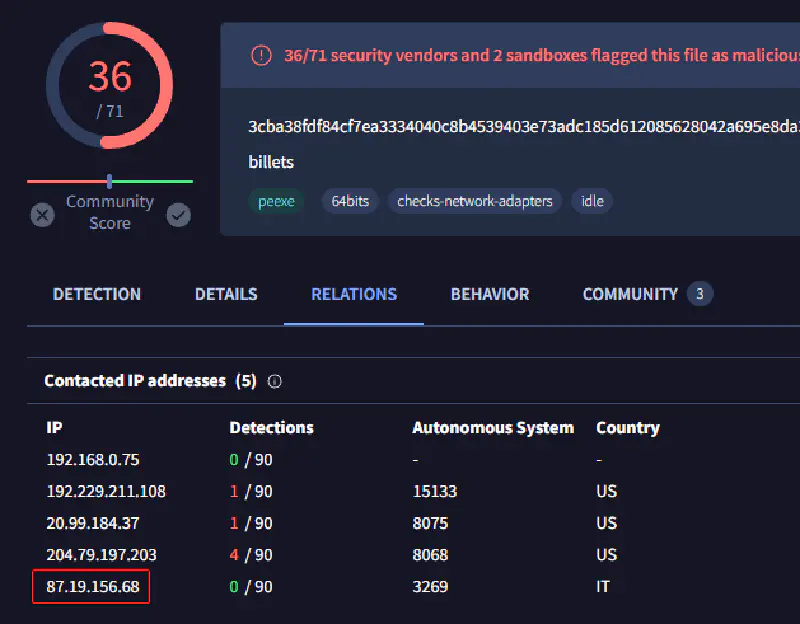 36
/ 71
Community
Score
36/71 security vendors and 2 sandboxes flagged this file as malicious
3cba38fdf84cf7ea3334040c8b4539403e73adc185d612085628042a695e8da
billets
peexe 64bits checks-network-adapters idle
DETECTION DETAILS RELATIONS BEHAVIOR COMMUNITY 3
Contacted IP addresses (5)
IP Detections Autonomous System Country
192.168.0.75 0 / 90 - -
192.229.211.108 1 / 90 15133 US
20.99.184.37 1 / 90 8075 US
204.79.197.203 4 / 90 8068 US
87.19.156.68 0 / 90 3269 IT